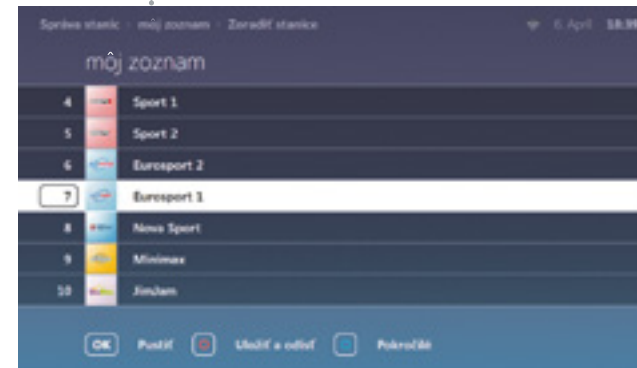 Správa staníc môj zoznam Zoradiť stanice 6. Apríl 18:39
môj zoznam
4 Sport 1
5 Sport 2
6 Eurosport 2
7 Eurosport 1
8 Nova Sport
9 Minimax
10 JimJam
OK Pustiť Uložiť a odísť Pokročilé